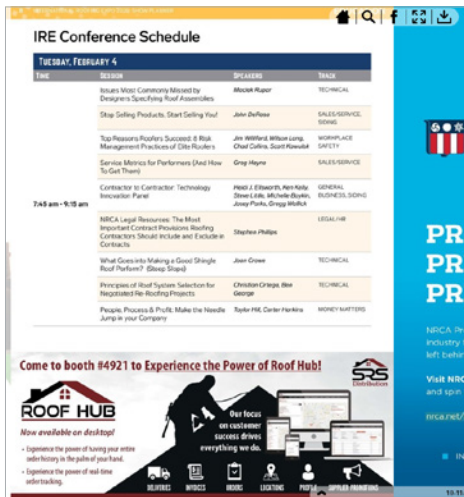 IRE Conference Schedule
TUESDAY, FEBRUARY 4
TIME SESSION SPEAKERS TRACK
7:45 am - 9:15 am
Issues Most Commonly Missed by
Designers Specifying Roof Assemblies
Maciek Rupar
TECHNICAL
Stop Selling Products, Start Selling You!
John DeRosa
SALES/SERVICE,
SIDING
Top Reasons Roofers Succeed: 8 Risk
Management Practices of Elite Roofers
Jim Williford, Wilson Long,
Chad Collins, Scott Kowalok
WORKPLACE
SAFETY
Service Metrics for Performers (And How
To Get Them)
Greg Hayne
SALES/SERVICE
Contractor to Contractor: Technology
Innovation Panel
Heidi J. Ellsworth, Ken Kelly,
Steve Little, Michelle Boykin,
Josey Parks, Gregg Wallick
GENERAL
BUSINESS, SIDING
NRCA Legal Resources: The Most
Important Contract Provisions Roofing
Contractors Should Include and Exclude in
Contracts
Stephen Phillips
LEGAL/HR
What Goes into Making a Good Shingle
Roof Perform? (Steep Slope)
Joan Crowe
TECHNICAL
Principles of Roof System Selection for
Negotiated Re-Roofing Projects
Christian Ortega, Bee
George
TECHNICAL
People, Process & Profit: Make the Needle
Jump in your Company
Taylor Hill, Carter Harkins
MONEY MATTERS
Come to booth #4921 to Experience the Power of Roof Hub!
SRS
Distribution
ROOF HUB
Now available on desktop!
• Experience the power of having your entire
order history in the palm of your hand.
• Experience the power of real-time
order tracking.
Our focus
on customer
success drives
everything we do.
DELIVERIES INVOICES ORDERS LOCATIONS PROFILE SUPPLIER PROMOTIONS
PR
PR
PR
NRCA Pr
industry
left behin
Visit NRC
and spin
nrca.net/
IN